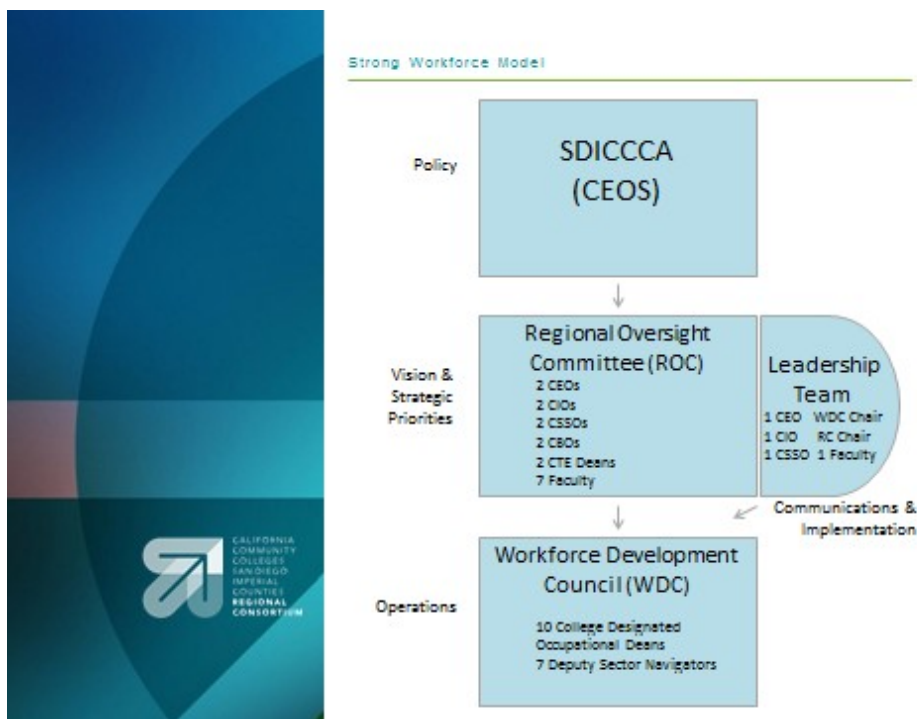 Strong Workforce Model
Policy
SDICCCA
(CEOS)
Vision &
Strategic
Priorities
Regional Oversight
Committee (ROC)
2 CEOs
2 CIOs
2 CSSOs
2 CBOs
2 CTE Deans
7 Faculty
Leadership
Team
1 CEO WDC Chair
1 CIO RC Chair
1 CSSO 1 Faculty
Communications &
Implementation
Operations
Workforce Development
Council (WDC)
10 College Designated
Occupational Deans
7 Deputy Sector Navigators
CALIFORNIA
COMMUNITY
COLLEGES
SAN DIEGO
IMPERIAL
COUNTIES
REGIONAL
CONSORTIUM